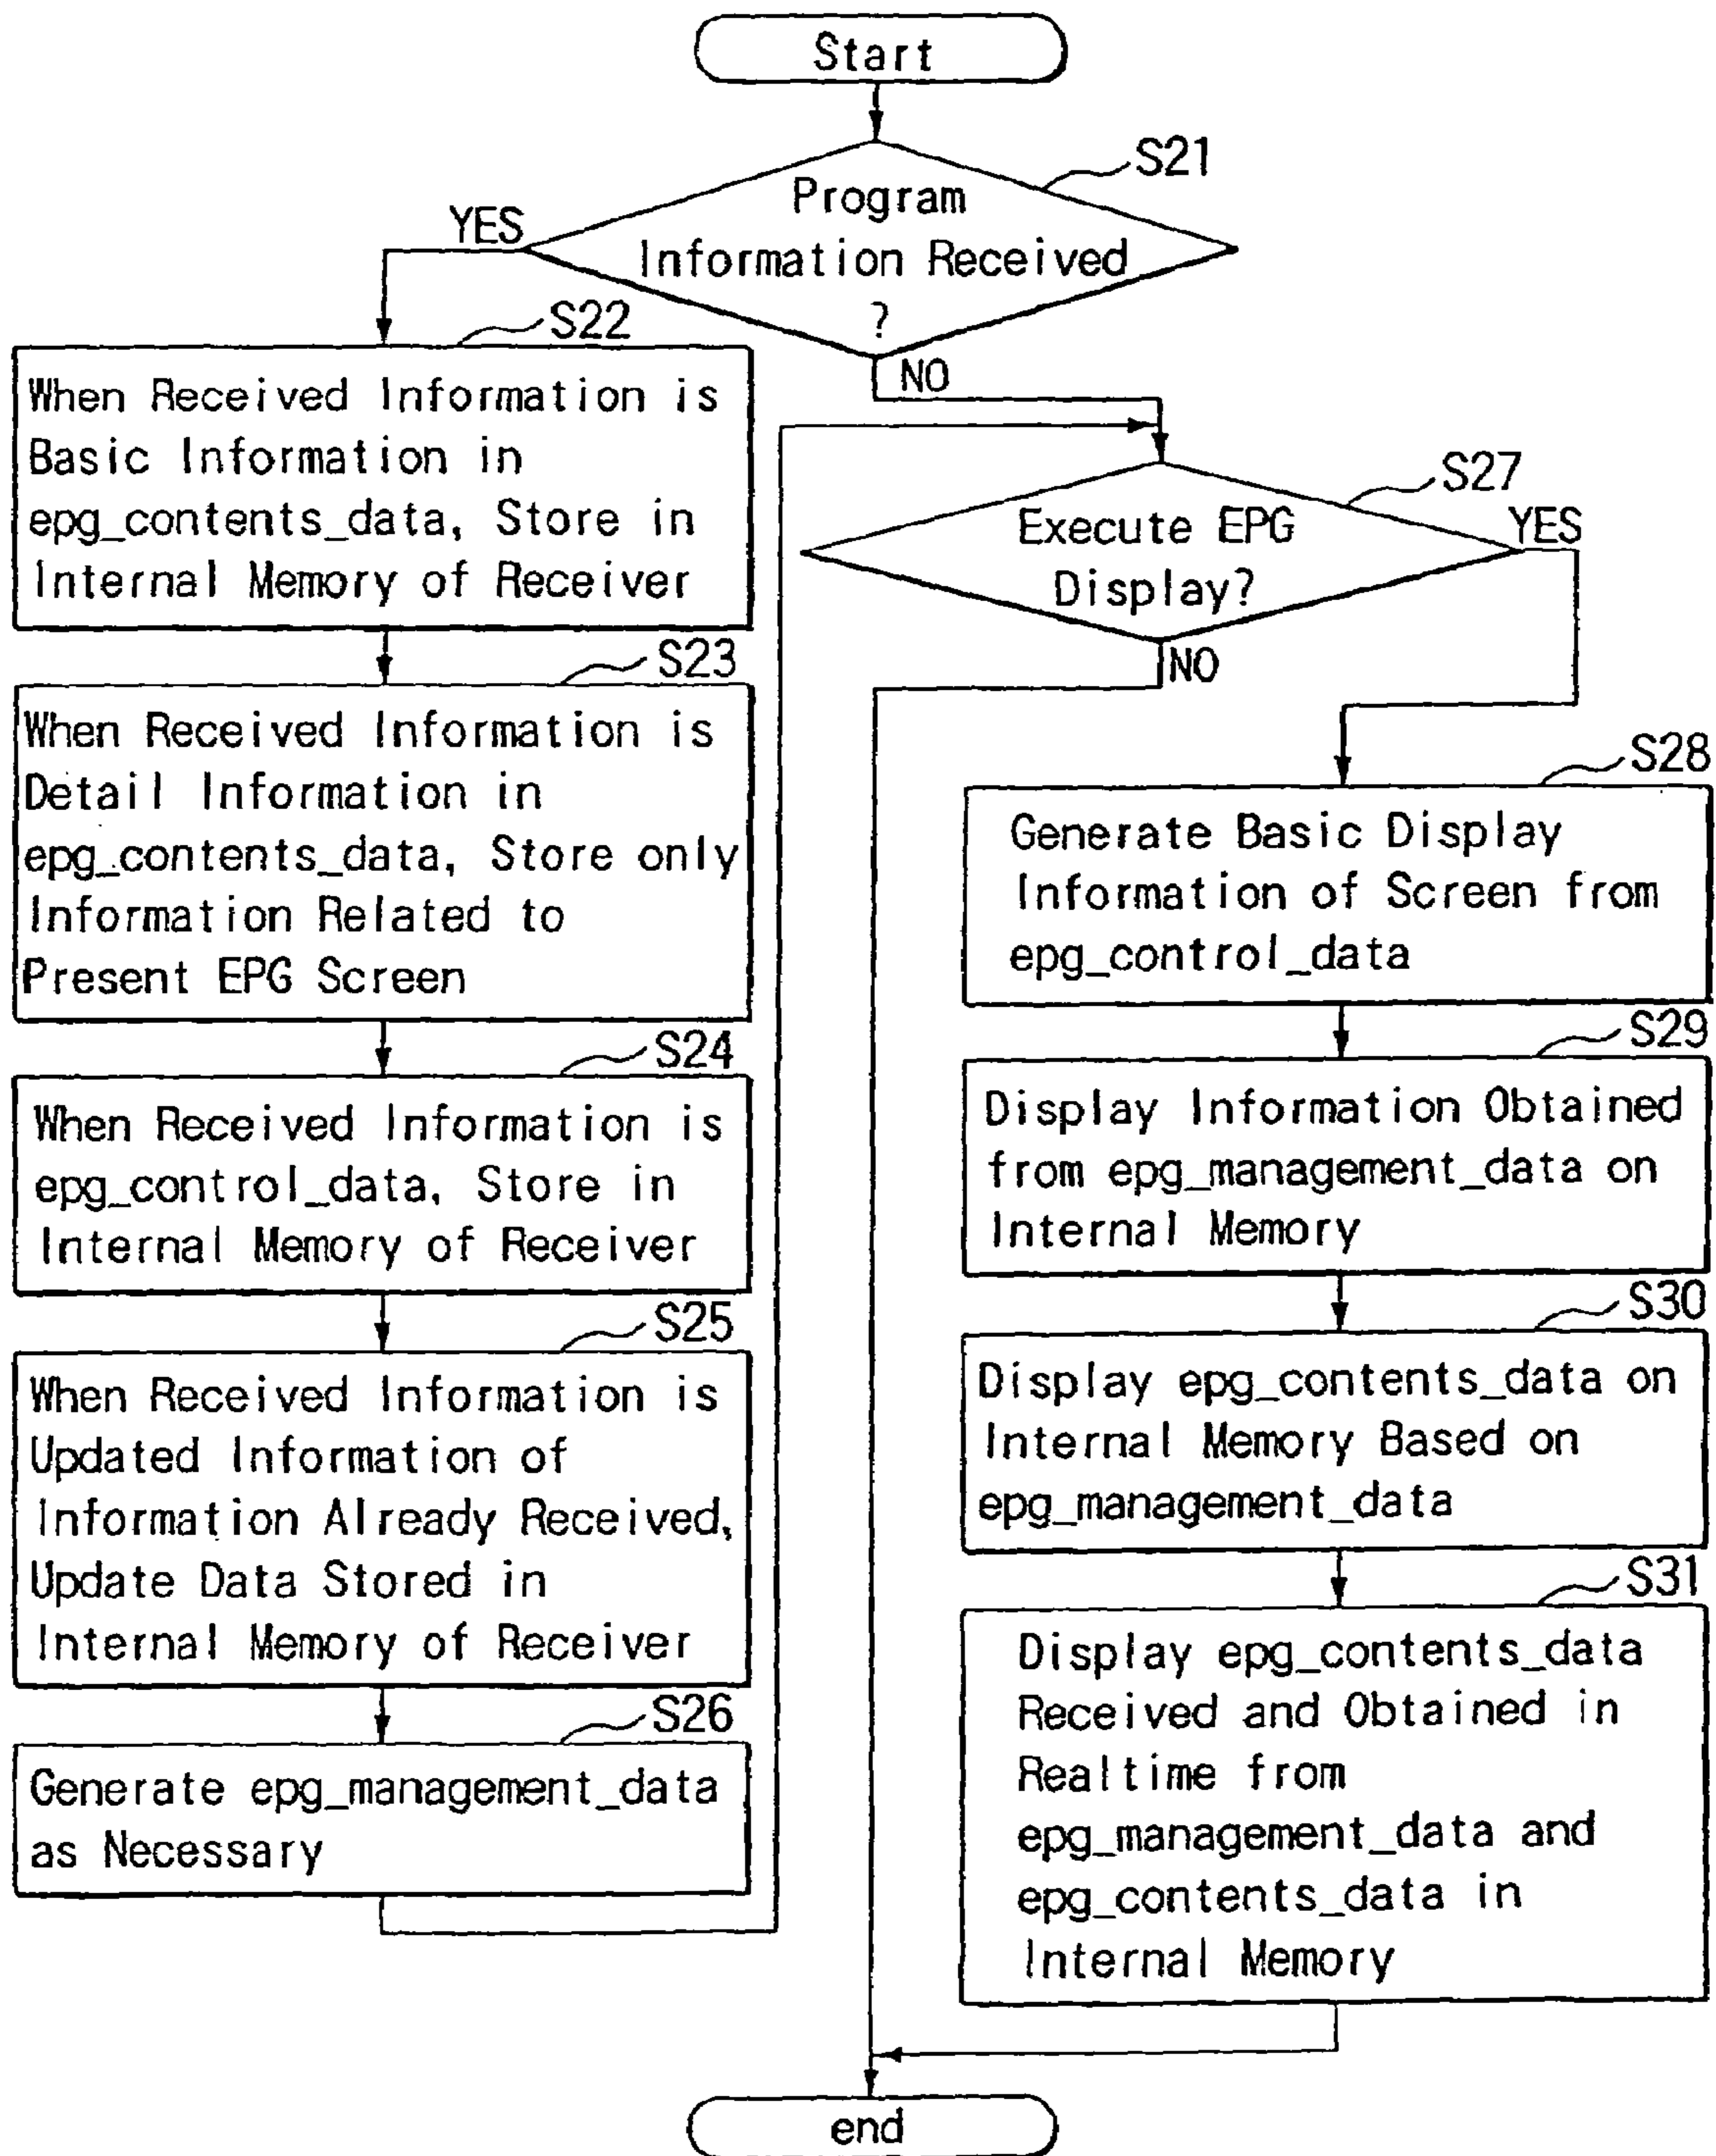 Start
S21
Program
Information Received
?
YES
NO
S22
When Received Information is
Basic Information in
epg_contents_data, Store in
Internal Memory of Receiver
S23
When Received Information is
Detail Information in
epg_contents_data, Store only
Information Related to
Present EPG Screen
S24
When Received Information is
epg_control_data, Store in
Internal Memory of Receiver
S25
When Received Information is
Updated Information of
Information Already Received,
Update Data Stored in
Internal Memory of Receiver
S26
Generate epg_management_data
as Necessary
S27
Execute EPG
Display?
YES
NO
S28
Generate Basic Display
Information of Screen from
epg_control_data
S29
Display Information Obtained
from epg_management_data on
Internal Memory
S30
Display epg_contents_data on
Internal Memory Based on
epg_management_data
S31
Display epg_contents_data
Received and Obtained in
Realtime from
epg_management_data and
epg_contents_data in
Internal Memory
end